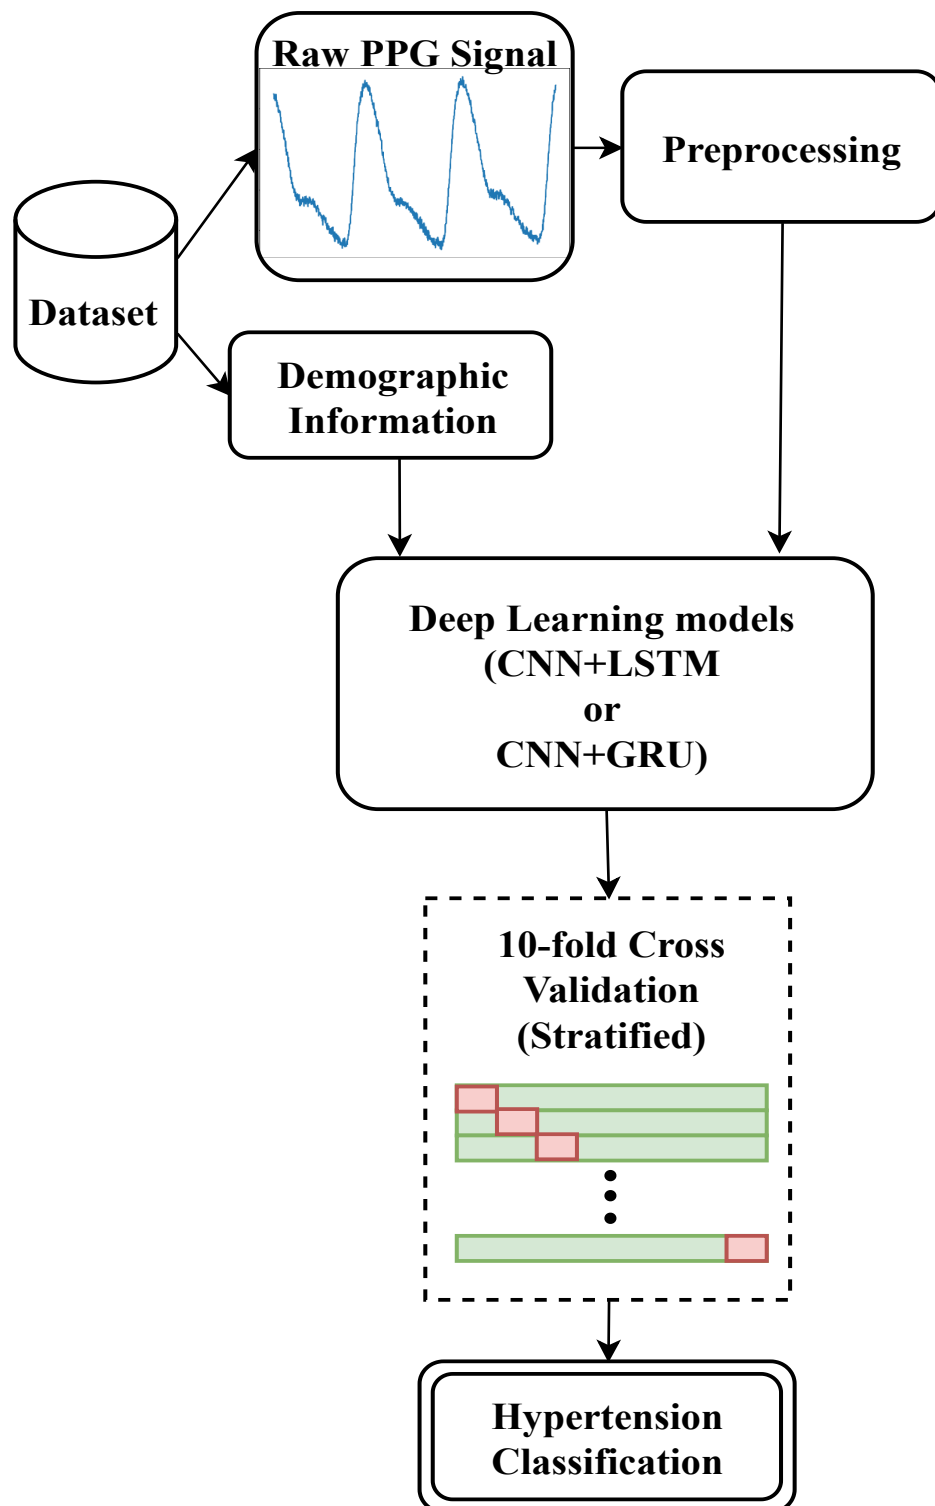 Raw PPG Signal
Preprocessing
Dataset
Demographic
Information
Deep Learning models
(CNN+LSTM
or
CNN+GRU)
10-fold Cross
Validation
(Stratified)
Hypertension
Classification